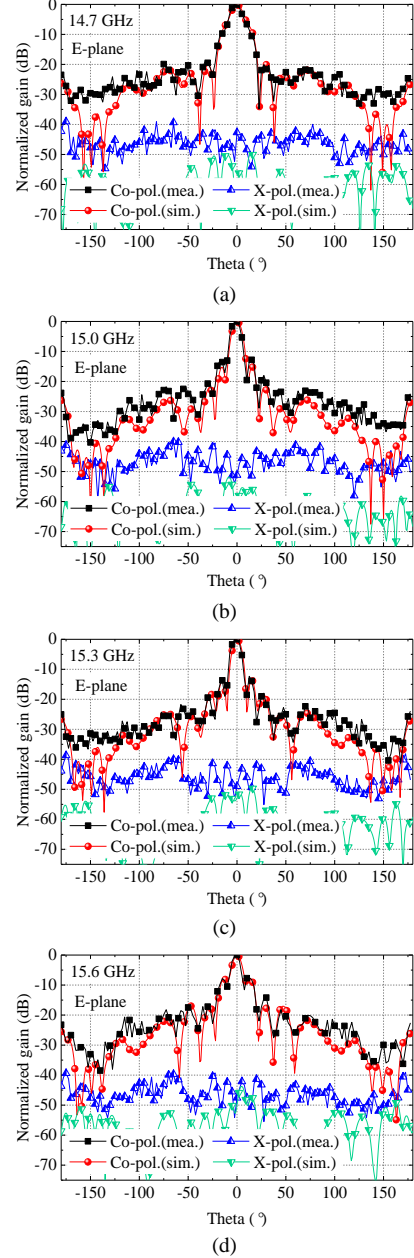 0
14.7 GHz
-10
E-plane
-20
-30
-40
-50
-60
Co-pol.(mea.) X-pol.(mea.)
-70
Co-pol.(sim.) X-pol.(sim.)
-150 -100 -50 0 50 100 150
Theta (°)
Normalized gain (dB)
(a)
0
15.0 GHz
-10
E-plane
-20
-30
-40
-50
-60
Co-pol.(mea.) X-pol.(mea.)
-70
Co-pol.(sim.) X-pol.(sim.)
-150 -100 -50 0 50 100 150
Theta (°)
Normalized gain (dB)
(b)
0
15.3 GHz
-10
E-plane
-20
-30
-40
-50
-60
Co-pol.(mea.) X-pol.(mea.)
-70
Co-pol.(sim.) X-pol.(sim.)
-150 -100 -50 0 50 100 150
Theta (°)
Normalized gain (dB)
(c)
0
15.6 GHz
-10
E-plane
-20
-30
-40
-50
-60
Co-pol.(mea.) X-pol.(mea.)
-70
Co-pol.(sim.) X-pol.(sim.)
-150 -100 -50 0 50 100 150
Theta (°)
Normalized gain (dB)
(d)